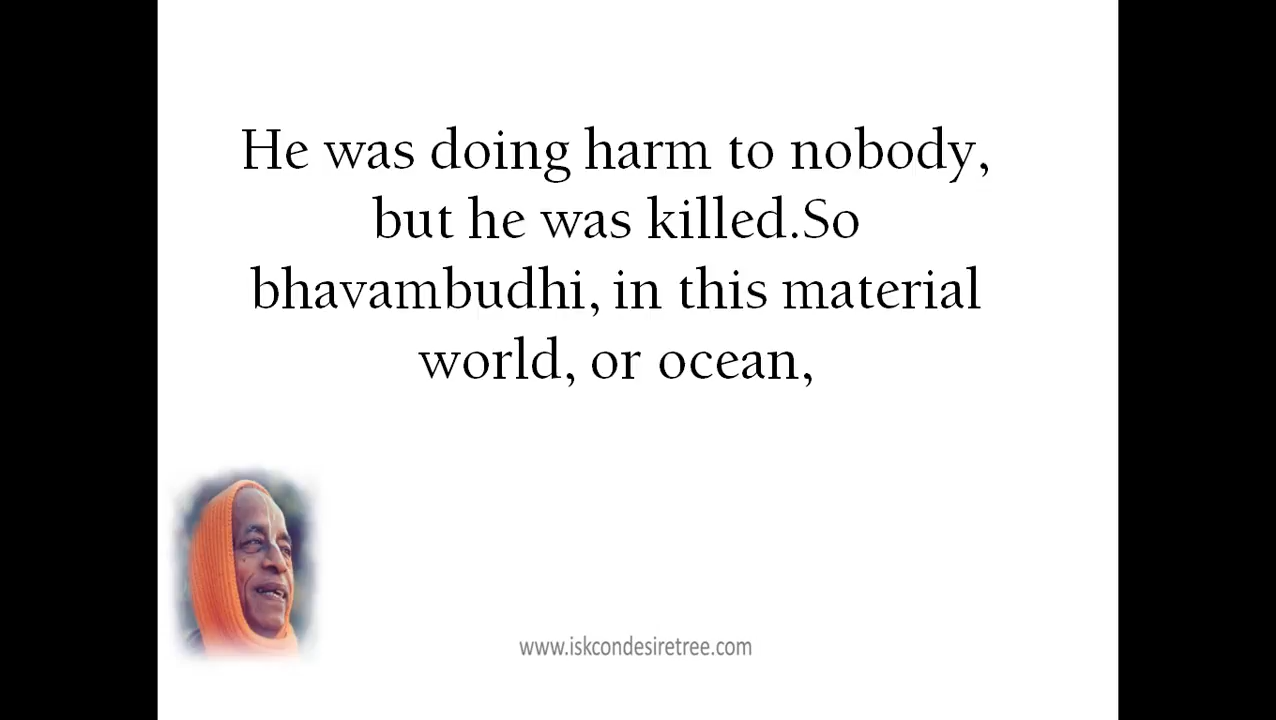 He was doing harm to nobody,
but he was killed.So
bhavambudhi, in this material
world, or ocean,
www.iskcondesiretree.com